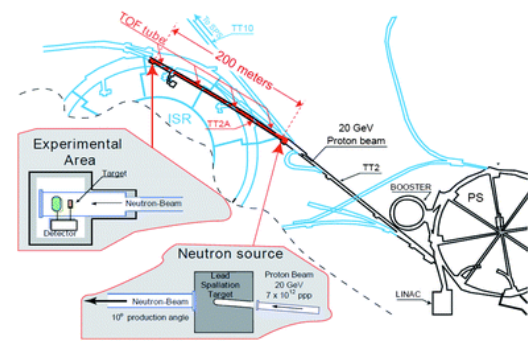 TT10
TOF tube
200 meters
ISR
TT2A
20 GeV
Proton beam
TT2
BOOSTER
PS
LINAC
Experimental
Area
Target
Neutron-Beam
Detector
Neutron source
Lead
Spallation
Target
Proton Beam
20 GeV
7 x 10¹² ppp
Neutron-Beam
10° production angle